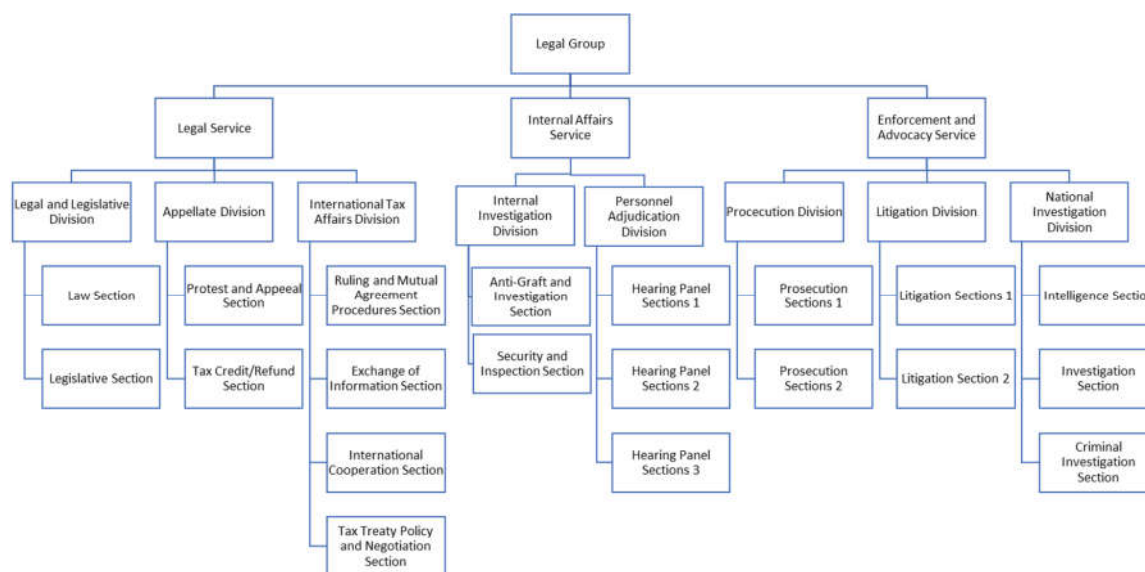 Legal Group
Legal Service
Internal Affairs
Service
Enforcement and
Advocacy Service
Legal and Legislative
Division
Appellate Division
International Tax
Affairs Division
Internal
Investigation
Division
Personnel
Adjudication
Division
Procecution Division
Litigation Division
National
Investigation
Division
Law Section
Protest and Appeeal
Section
Ruling and Mutual
Agreement
Procedures Section
Anti-Graft and
Investigation
Section
Hearing Panel
Sections 1
Prosecution
Sections 1
Litigation Sections 1
Intelligence Sectio
Legislative Section
Tax Credit/Refund
Section
Exchange of
Information Section
Security and
Inspection Section
Hearing Panel
Sections 2
Prosecution
Sections 2
Litigation Section 2
Investigation
Section
International
Cooperation Section
Hearing Panel
Sections 3
Criminal
Investigation
Section
Tax Treaty Policy
and Negotiation
Section